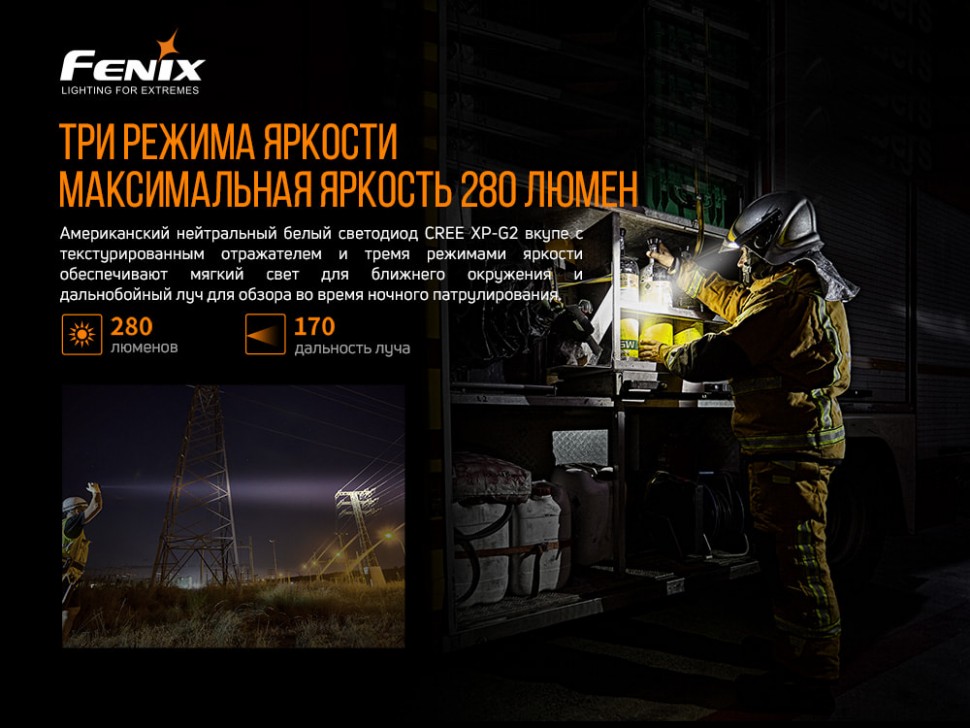 FENIX
LIGHTING FOR EXTREMES
ТРИ РЕЖИМА ЯРКОСТИ
МАКСИМАЛЬНАЯ ЯРКОСТЬ 280 ЛЮМЕН
Американский нейтральный белый светодиод CREE XP-G2 вкупе с
текстурированным отражателем и тремя режимами яркости
обеспечивают мягкий свет для ближнего окружения и
дальнобойный луч для обзора во время ночного патрулирования.
280
люменов
170
дальность луча